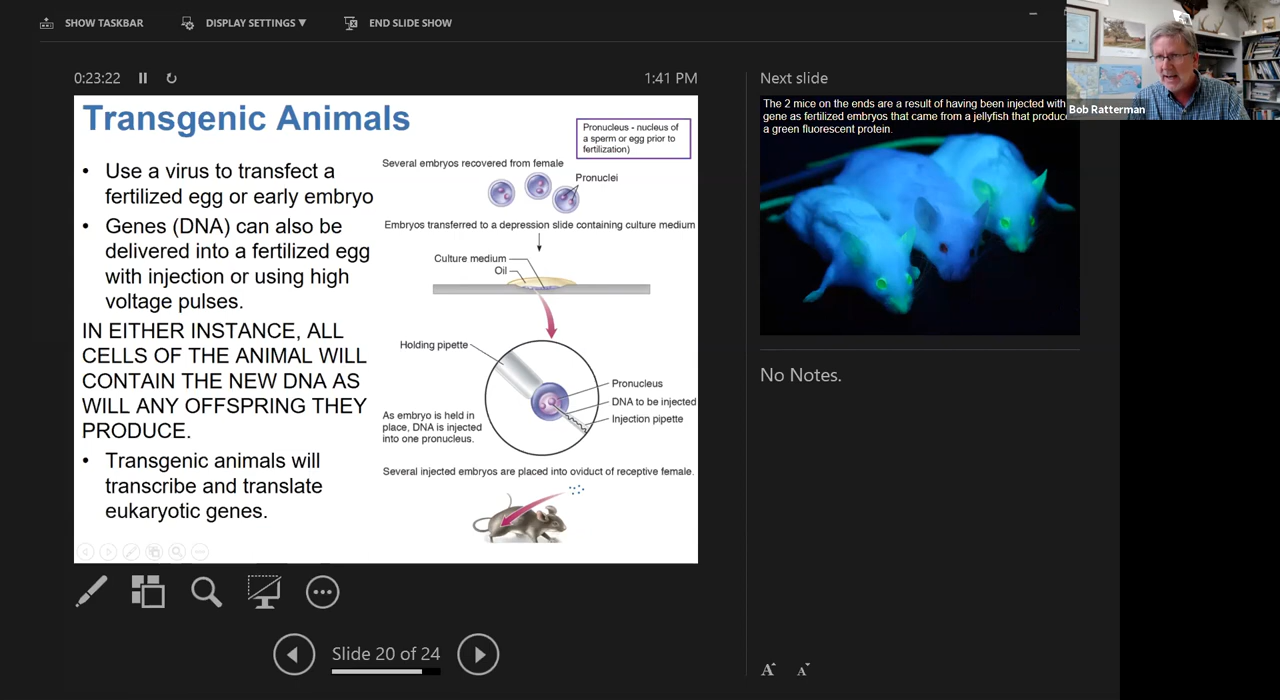 SHOW TASKBAR
DISPLAY SETTINGS ▼
END SLIDE SHOW
0:23:22
1:41 PM
Transgenic Animals
• Use a virus to transfect a
fertilized egg or early embryo
• Genes (DNA) can also be
delivered into a fertilized egg
with injection or using high
voltage pulses.
IN EITHER INSTANCE, ALL
CELLS OF THE ANIMAL WILL
CONTAIN THE NEW DNA AS
WILL ANY OFFSPRING THEY
PRODUCE.
• Transgenic animals will
transcribe and translate
eukaryotic genes.
Pronucleus - nucleus of
a sperm or egg prior to
fertilization)
Several embryos recovered from female
Pronuclei
Embryos transferred to a depression slide containing culture medium
Culture medium
Oil
Holding pipette
Pronucleus
DNA to be injected
Injection pipette
As embryo is held in
place, DNA is injected
into one pronucleus.
Several injected embryos are placed into oviduct of receptive female.
Slide 20 of 24
Next slide
The 2 mice on the ends are a result of having been injected with
gene as fertilized embryos that came from a jellyfish that produc
a green fluorescent protein.
No Notes.
A A
Bob Ratterman